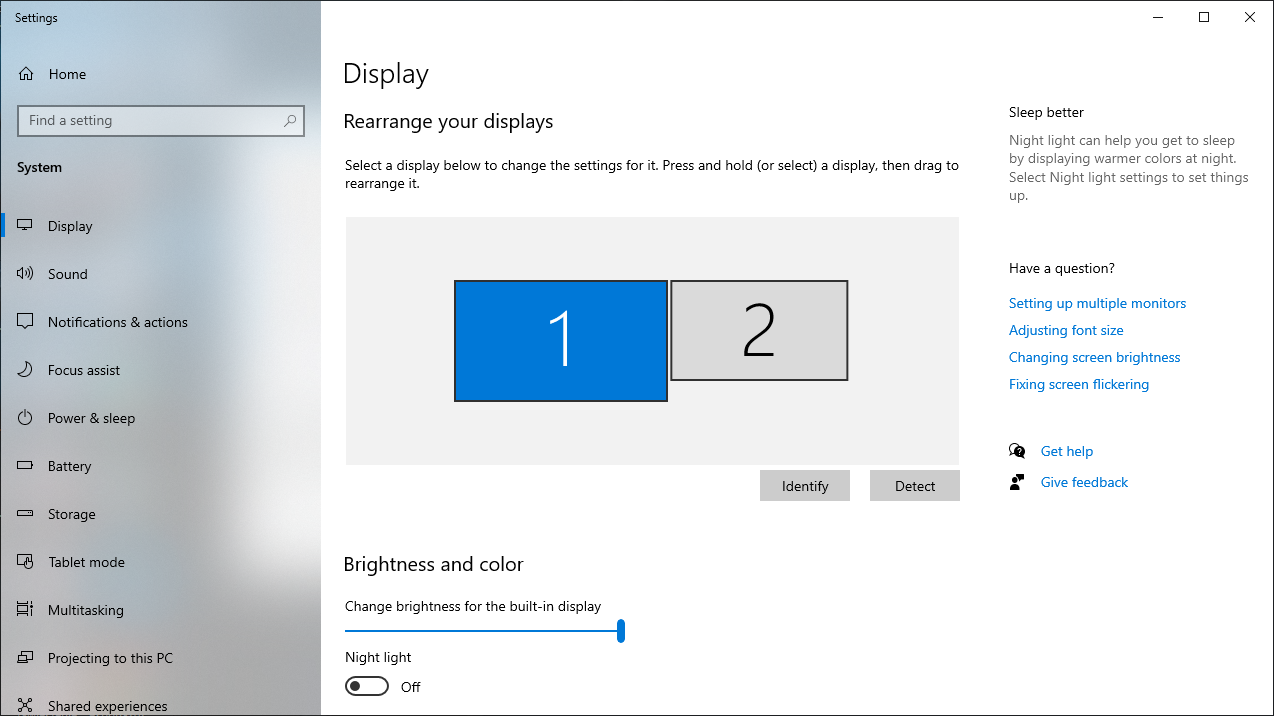 Settings
Home
Find a setting
System
Display
Sound
Notifications & actions
Focus assist
Power & sleep
Battery
Storage
Tablet mode
Multitasking
Projecting to this PC
Shared experiences
Display
Rearrange your displays
Select a display below to change the settings for it. Press and hold (or select) a display, then drag to
rearrange it.
1
2
Identify
Detect
Brightness and color
Change brightness for the built-in display
Night light
Off
Sleep better
Night light can help you get to sleep
by displaying warmer colors at night.
Select Night light settings to set things
up.
Have a question?
Setting up multiple monitors
Adjusting font size
Changing screen brightness
Fixing screen flickering
Get help
Give feedback